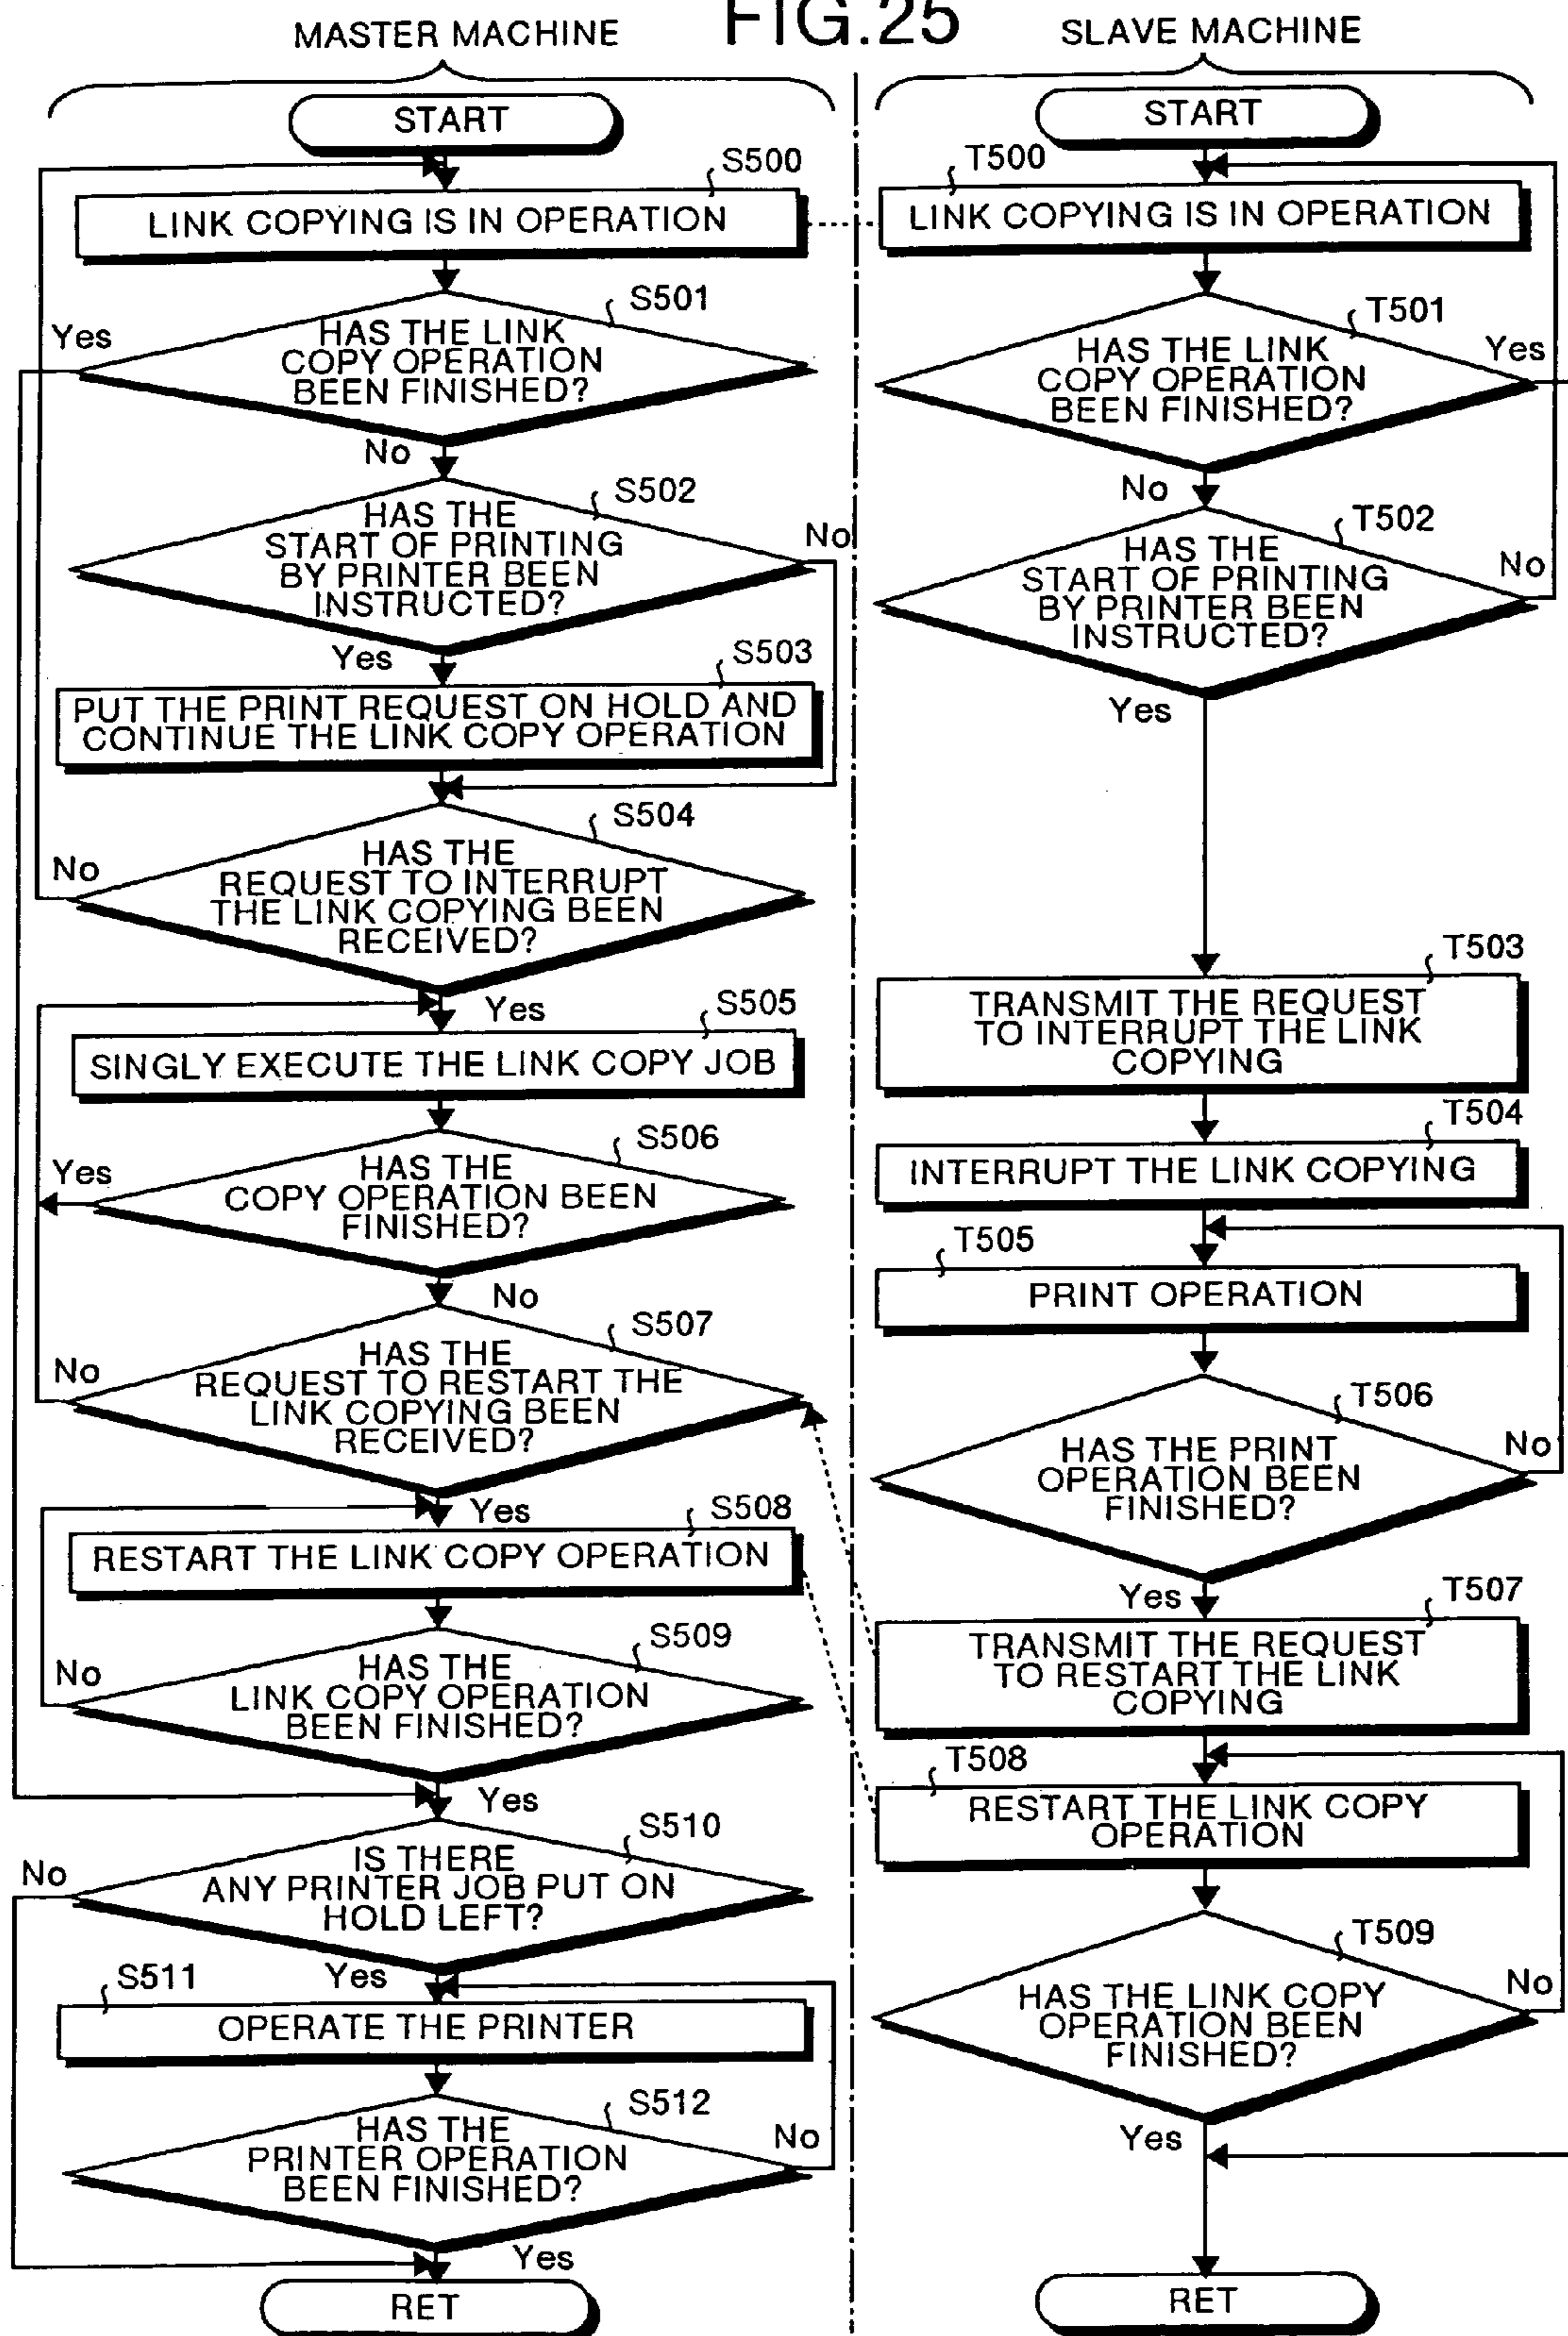 FIG.25
MASTER MACHINE
START
S500
LINK COPYING IS IN OPERATION
S501
HAS THE LINK
COPY OPERATION
BEEN FINISHED?
Yes
No
S502
HAS THE
START OF PRINTING
BY PRINTER BEEN
INSTRUCTED?
No
Yes
S503
PUT THE PRINT REQUEST ON HOLD AND
CONTINUE THE LINK COPY OPERATION
S504
HAS THE
REQUEST TO INTERRUPT
THE LINK COPYING BEEN
RECEIVED?
No
Yes
S505
SINGLY EXECUTE THE LINK COPY JOB
S506
HAS THE
COPY OPERATION BEEN
FINISHED?
Yes
No
S507
HAS THE
REQUEST TO RESTART THE
LINK COPYING BEEN
RECEIVED?
No
Yes
S508
RESTART THE LINK COPY OPERATION
S509
HAS THE
LINK COPY OPERATION
BEEN FINISHED?
No
Yes
S510
IS THERE
ANY PRINTER JOB PUT ON
HOLD LEFT?
No
Yes
S511
OPERATE THE PRINTER
S512
HAS THE
PRINTER OPERATION
BEEN FINISHED?
No
Yes
RET
SLAVE MACHINE
START
T500
LINK COPYING IS IN OPERATION
T501
HAS THE LINK
COPY OPERATION
BEEN FINISHED?
Yes
No
T502
HAS THE
START OF PRINTING
BY PRINTER BEEN
INSTRUCTED?
No
Yes
T503
TRANSMIT THE REQUEST
TO INTERRUPT THE LINK
COPYING
T504
INTERRUPT THE LINK COPYING
T505
PRINT OPERATION
T506
HAS THE PRINT
OPERATION BEEN
FINISHED?
No
Yes
T507
TRANSMIT THE REQUEST
TO RESTART THE LINK
COPYING
T508
RESTART THE LINK COPY
OPERATION
T509
HAS THE LINK COPY
OPERATION BEEN
FINISHED?
No
Yes
RET